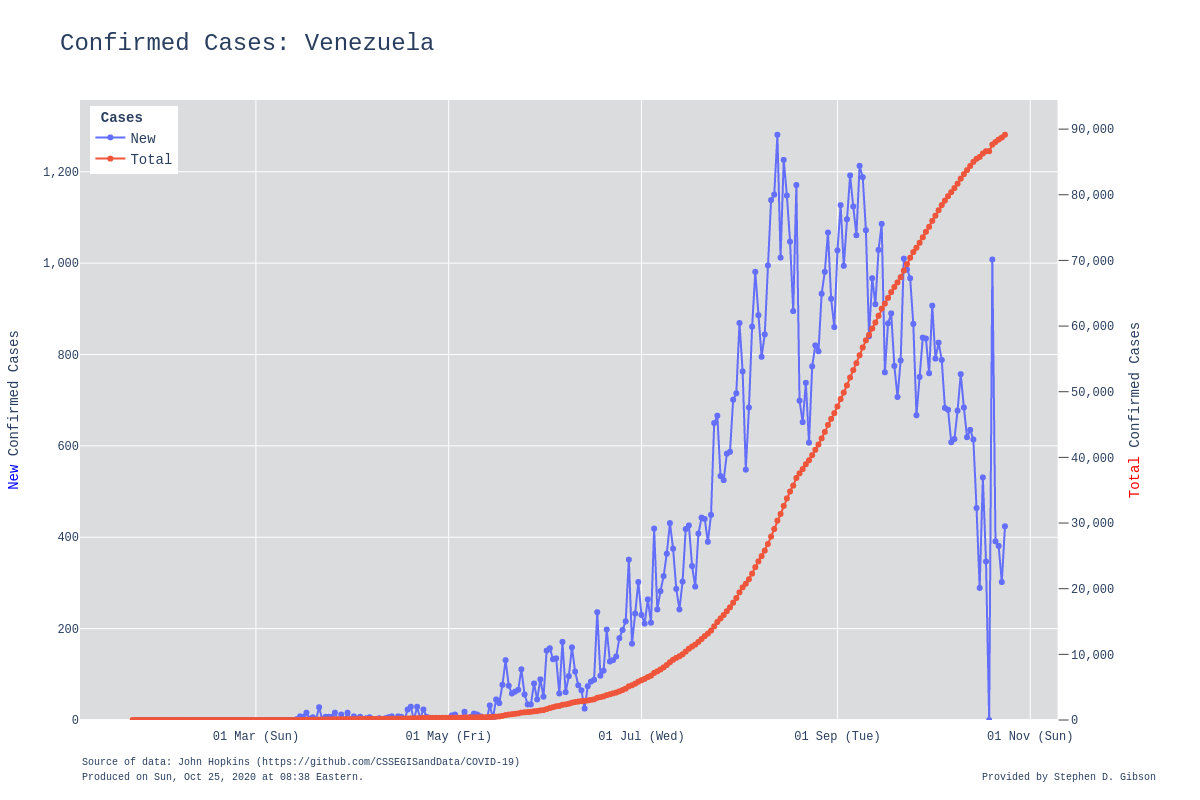 Confirmed Cases: Venezuela
Cases
New
Total
1,200
1,000
800
600
400
200
0
New Confirmed Cases
90,000
80,000
70,000
60,000
50,000
40,000
30,000
20,000
10,000
0
Total Confirmed Cases
01 Mar (Sun)
01 May (Fri)
01 Jul (Wed)
01 Sep (Tue)
01 Nov (Sun)
Source of data: John Hopkins (https://github.com/CSSEGISandData/COVID-19)
Produced on Sun, Oct 25, 2020 at 08:38 Eastern.
Provided by Stephen D. Gibson